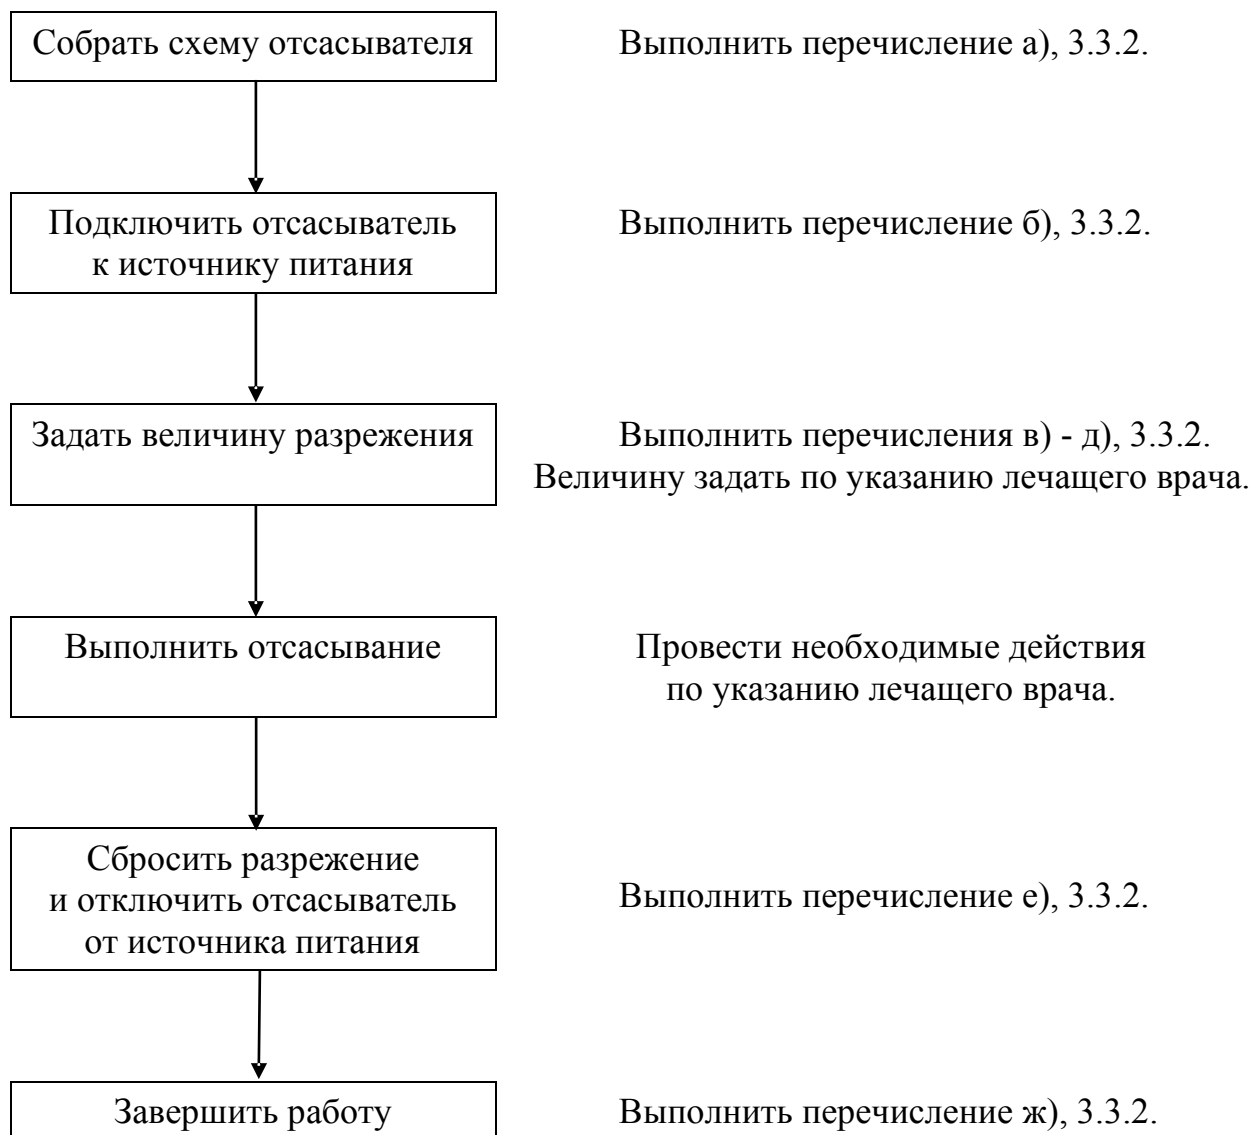 Собрать схему отсасывателя
Выполнить перечисление а), 3.3.2.
Подключить отсасыватель
к источнику питания
Выполнить перечисление б), 3.3.2.
Задать величину разрежения
Выполнить перечисления в) - д), 3.3.2.
Величину задать по указанию лечащего врача.
Выполнить отсасывание
Провести необходимые действия
по указанию лечащего врача.
Сбросить разрежение
и отключить отсасыватель
от источника питания
Выполнить перечисление е), 3.3.2.
Завершить работу
Выполнить перечисление ж), 3.3.2.